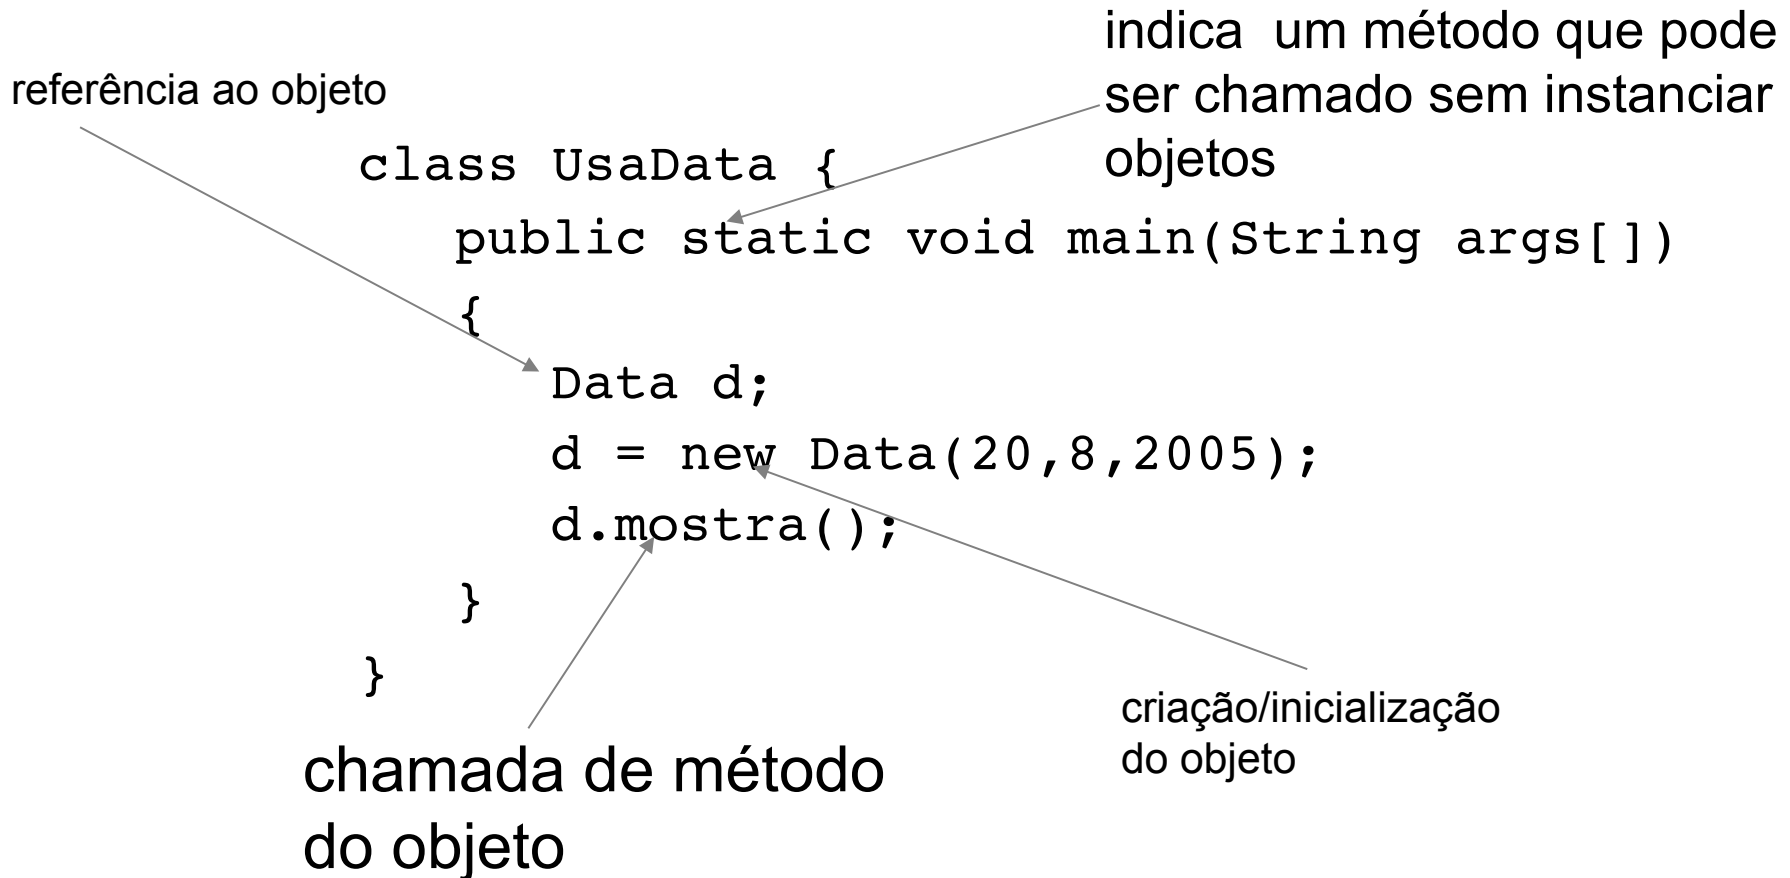 indica um método que pode
ser chamado sem instanciar
objetos
referência ao objeto
class UsaData {
public static void main(String args[])
{
Data d;
d = new Data(20,8,2005);
d.mostra();
}
}
criação/inicialização
do objeto
chamada de método
do objeto